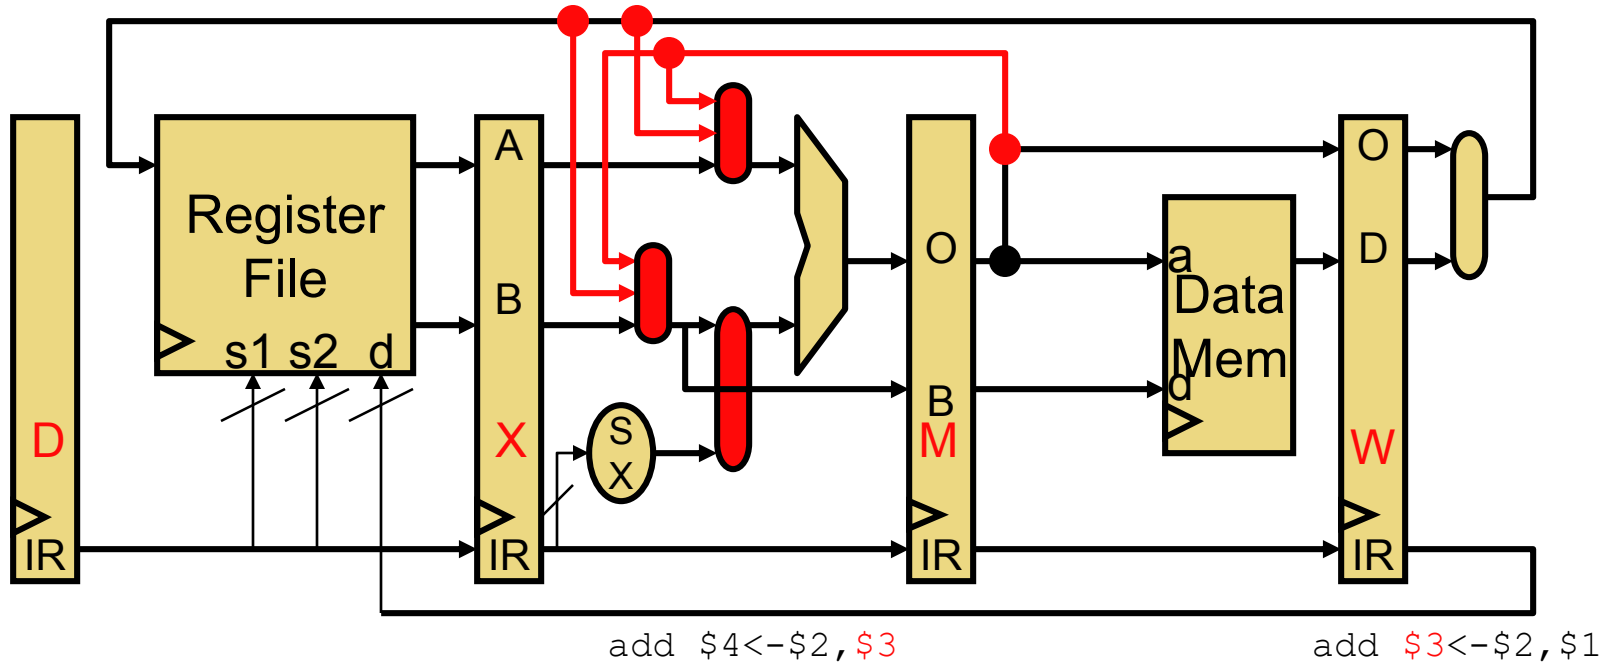 Register
File
s1 s2 d
D
IR
A
B
X
IR
S
X
O
B
M
IR
a
Data
Mem
d
O
D
W
IR
add $4<-$2,$3
add $3<-$2,$1